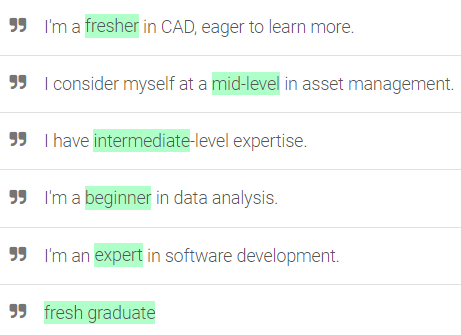 I'm a fresher in CAD, eager to learn more.
I consider myself at a mid-level in asset management.
I have intermediate-level expertise.
I'm a beginner in data analysis.
I'm an expert in software development.
fresh graduate